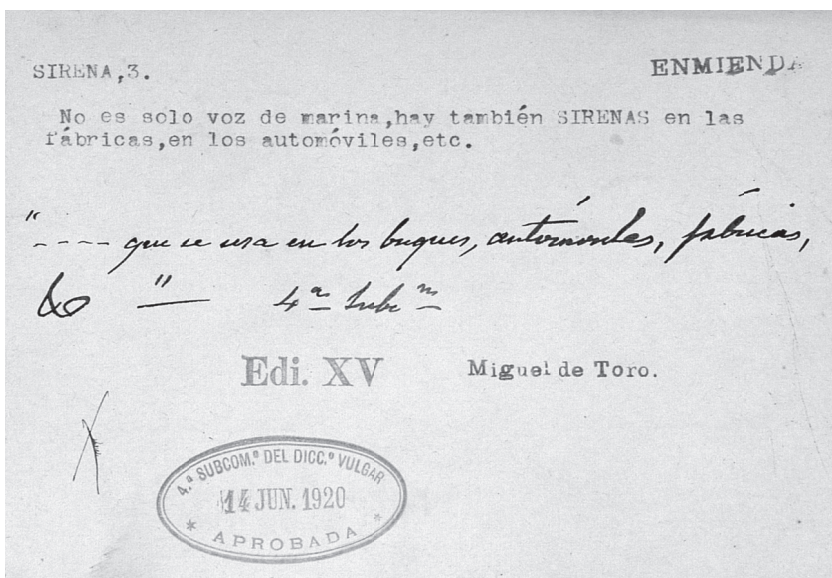 SIRENA,3.
ENMIENDA
No es solo voz de marina,hay también SIRENAS en las
fábricas,en los automóviles,etc.
"---- que se usa en los buques, automóviles, fábricas,
&" 4ª Subcⁿ
Edi. XV
Miguel de Toro.
4.ª SUBCOM.º DEL DICC.º VULGAR
14 JUN. 1920
* APROBADA *